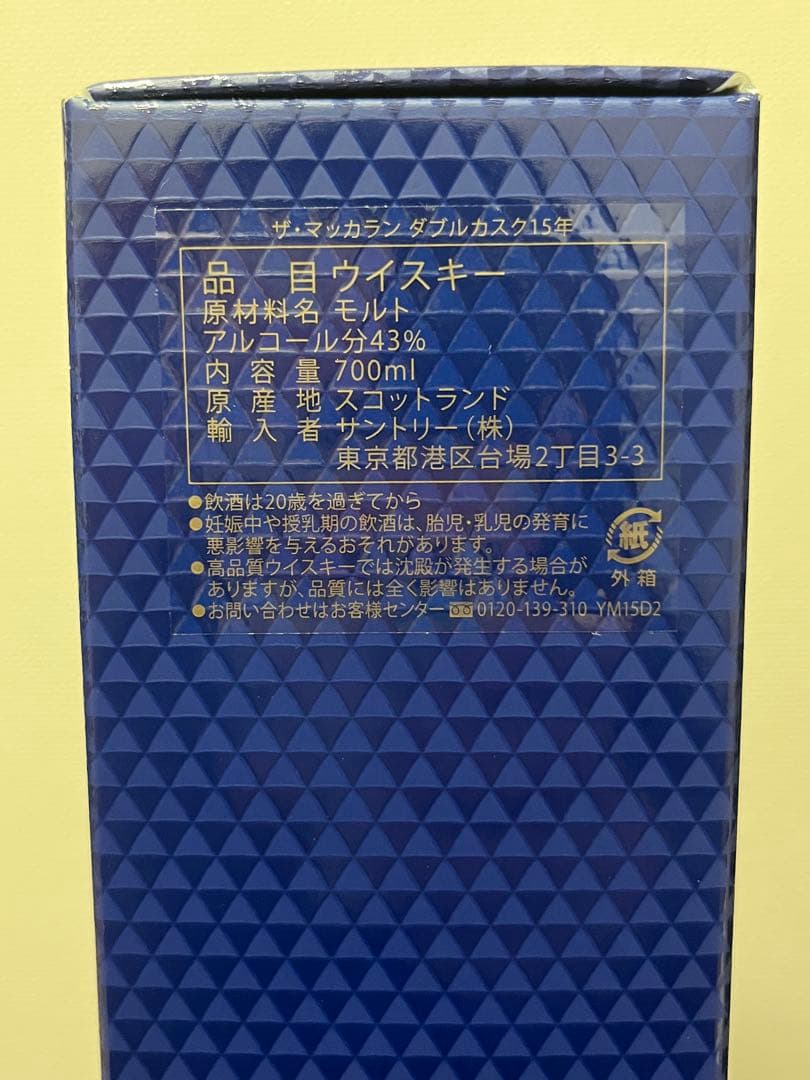 ザ・マッカラン ダブルカスク15年
品目 ウイスキー
原材料名 モルト
アルコール分43%
内容量 700ml
原産地 スコットランド
輸入者 サントリー(株)
東京都港区台場2丁目3-3
●飲酒は20歳を過ぎてから
●妊娠中や授乳期の飲酒は、胎児・乳児の発育に
悪影響を与えるおそれがあります。
●高品質ウイスキーでは沈殿が発生する場合が
ありますが、品質には全く影響はありません。
●お問い合わせはお客様センター 0120-139-310 YM15D2
紙
外箱